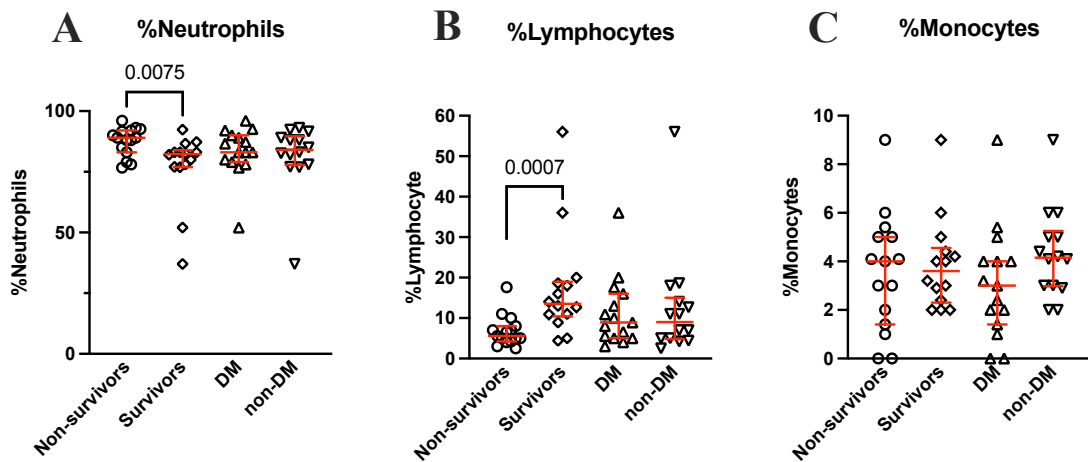 A
%Neutrophils
0.0075
100
50
0
%Neutrophils
Non-survivors
Survivors
DM
non-DM
B
%Lymphocytes
0.0007
60
50
40
30
20
10
0
%Lymphocyte
Non-survivors
Survivors
DM
non-DM
C
%Monocytes
10
8
6
4
2
0
%Monocytes
Non-survivors
Survivors
DM
non-DM